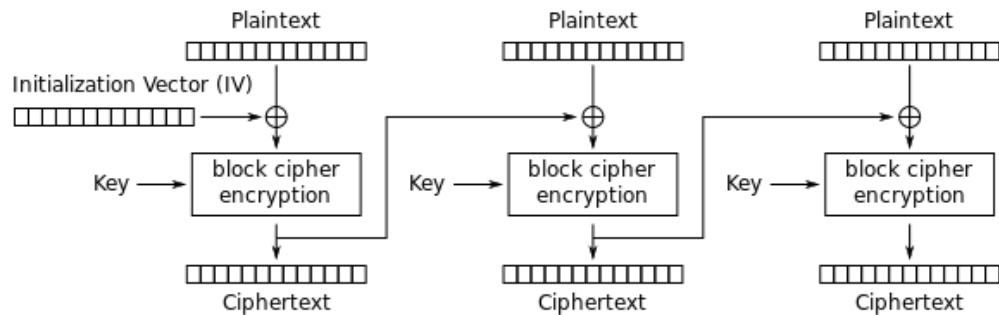 Plaintext
Plaintext
Plaintext
Initialization Vector (IV)
Key
block cipher
encryption
Key
block cipher
encryption
Key
block cipher
encryption
Ciphertext
Ciphertext
Ciphertext